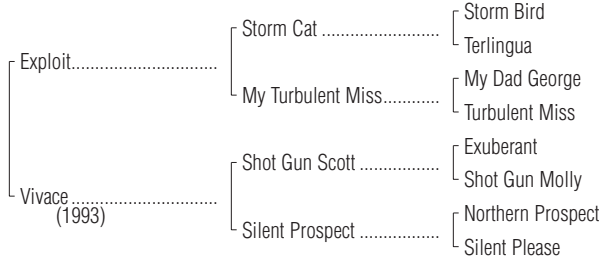 Storm Bird
Storm Cat ........................
Terlingua
Exploit..............................
My Dad George
My Turbulent Miss............
Turbulent Miss
Exuberant
Shot Gun Scott .................
Shot Gun Molly
Vivace..............................
(1993)
Northern Prospect
Silent Prospect .................
Silent Please